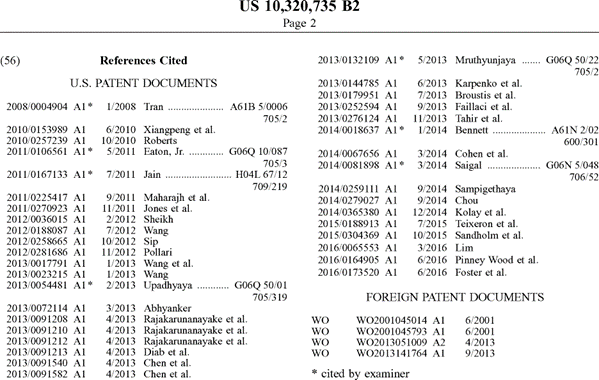 US 10,320,735 B2
Page 2
(56) References Cited
U.S. PATENT DOCUMENTS
2008/0004904 A1* 1/2008 Tran ..................... A61B 5/0006
705/2
2010/0153989 A1 6/2010 Xiangpeng et al.
2010/0257239 A1 10/2010 Roberts
2011/0106561 A1* 5/2011 Eaton, Jr. ............ G06Q 10/087
705/3
2011/0167133 A1* 7/2011 Jain ..................... H04L 67/12
709/219
2011/0225417 A1 9/2011 Maharajh et al.
2011/0270923 A1 11/2011 Jones et al.
2012/0036015 A1 2/2012 Sheikh
2012/0188087 A1 7/2012 Wang
2012/0258665 A1 10/2012 Sip
2012/0281686 A1 11/2012 Pollari
2013/0017791 A1 1/2013 Wang et al.
2013/0023215 A1 1/2013 Wang
2013/0054481 A1* 2/2013 Upadhyaya ............ G06Q 50/01
705/319
2013/0072114 A1 3/2013 Abhyanker
2013/0091208 A1 4/2013 Rajakarunanayake et al.
2013/0091210 A1 4/2013 Rajakarunanayake et al.
2013/0091212 A1 4/2013 Rajakarunanayake et al.
2013/0091213 A1 4/2013 Diab et al.
2013/0091540 A1 4/2013 Chen et al.
2013/0091582 A1 4/2013 Chen et al.
2013/0132109 A1* 5/2013 Mruthyunjaya ....... G06Q 50/22
705/2
2013/0144785 A1 6/2013 Karpenko et al.
2013/0179951 A1 7/2013 Broustis et al.
2013/0252594 A1 9/2013 Faillaci et al.
2013/0276124 A1 11/2013 Tahir et al.
2014/0018637 A1* 1/2014 Bennett ................. A61N 2/02
600/301
2014/0067656 A1 3/2014 Cohen et al.
2014/0081898 A1* 3/2014 Saigal ................... G06N 5/048
706/52
2014/0259111 A1 9/2014 Sampigethaya
2014/0279027 A1 9/2014 Chou
2014/0365380 A1 12/2014 Kolay et al.
2015/0188913 A1 7/2015 Teixeron et al.
2015/0304369 A1 10/2015 Sandholm et al.
2016/0065553 A1 3/2016 Lim
2016/0164905 A1 6/2016 Pinney Wood et al.
2016/0173520 A1 6/2016 Foster et al.
FOREIGN PATENT DOCUMENTS
WO WO2001045014 A1 6/2001
WO WO2001045793 A1 6/2001
WO WO2013051009 A2 4/2013
WO WO2013141764 A1 9/2013
* cited by examiner